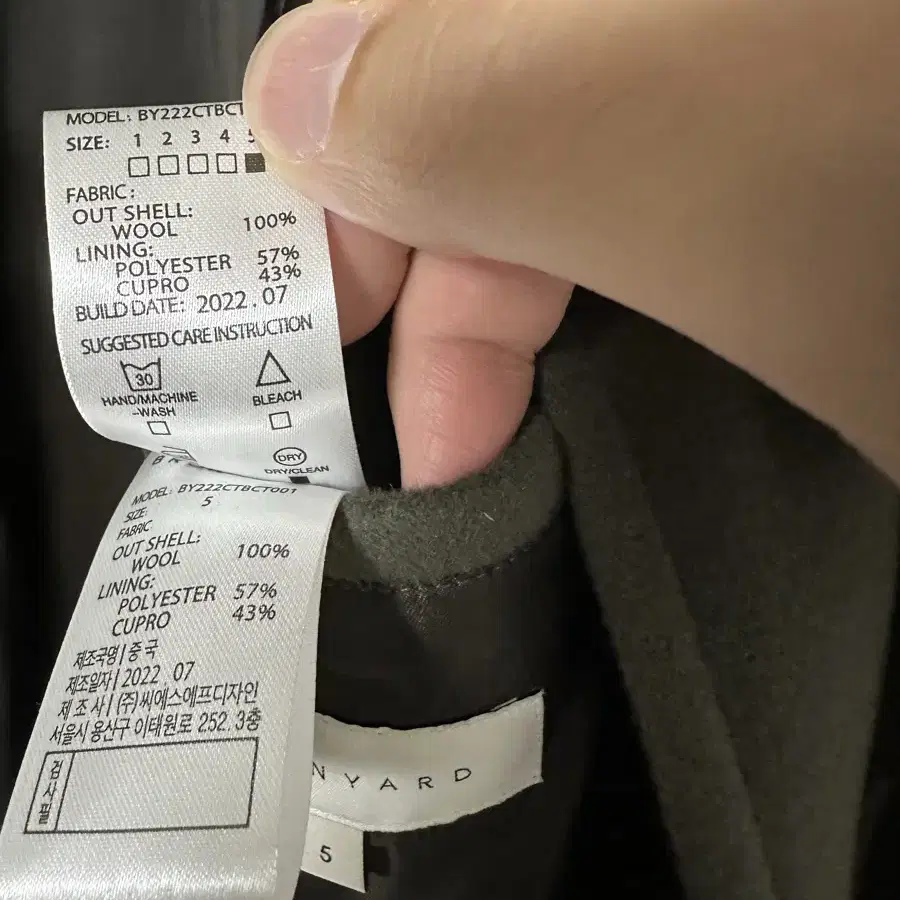 MODEL: BY222CTBCT
SIZE: 1 2 3 4
FABRIC:
OUT SHELL:
WOOL 100%
LINING:
POLYESTER 57%
CUPRO 43%
BUILD DATE: 2022.07
SUGGESTED CARE INSTRUCTION
30
HAND/MACHINE
-WASH
BLEACH
DRY
DRY/CLEAN
MODEL: BY222CTBCT001
SIZE: 5
FABRIC
OUT SHELL:
WOOL 100%
LINING:
POLYESTER 57%
CUPRO 43%
제조국명 | 중국
제조일자 | 2022 07
제조사 | (주)씨에스에프디자인
서울시 용산구 이태원로 252. 3층
검사필
NYARD
5